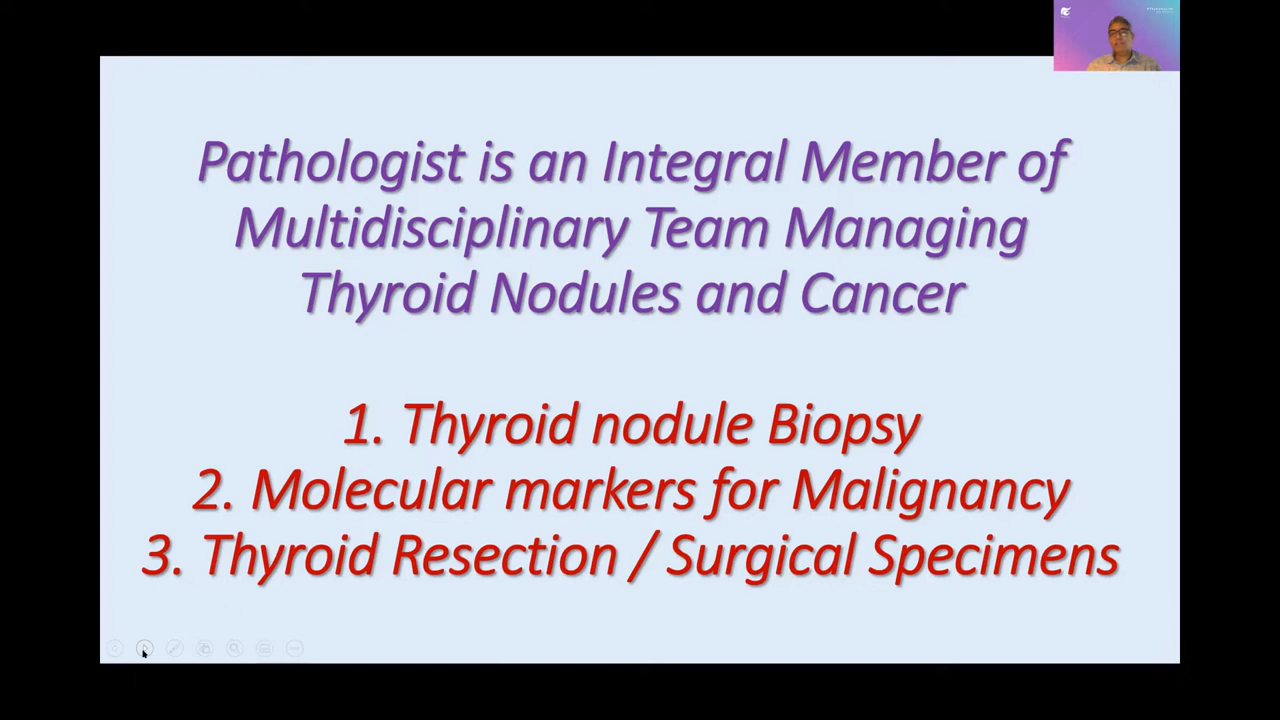 Pathologist is an Integral Member of
Multidisciplinary Team Managing
Thyroid Nodules and Cancer
1. Thyroid nodule Biopsy
2. Molecular markers for Malignancy
3. Thyroid Resection / Surgical Specimens